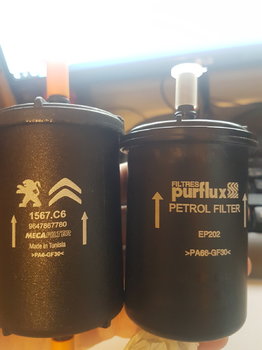 1567.C6
9647867780
MECAFILTER
Made in Tunisia
>PA6-GF30<
FILTRES
purflux
PETROL FILTER
EP202
>PA66-GF30<